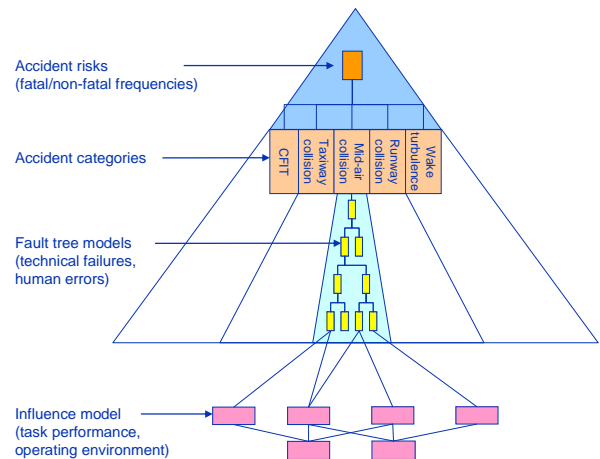 Accident risks
(fatal/non-fatal frequencies)
Accident categories
CFIT
Taxiway
collision
Mid-air
collision
Runway
collision
Wake
turbulence
Fault tree models
(technical failures,
human errors)
Influence model
(task performance,
operating environment)